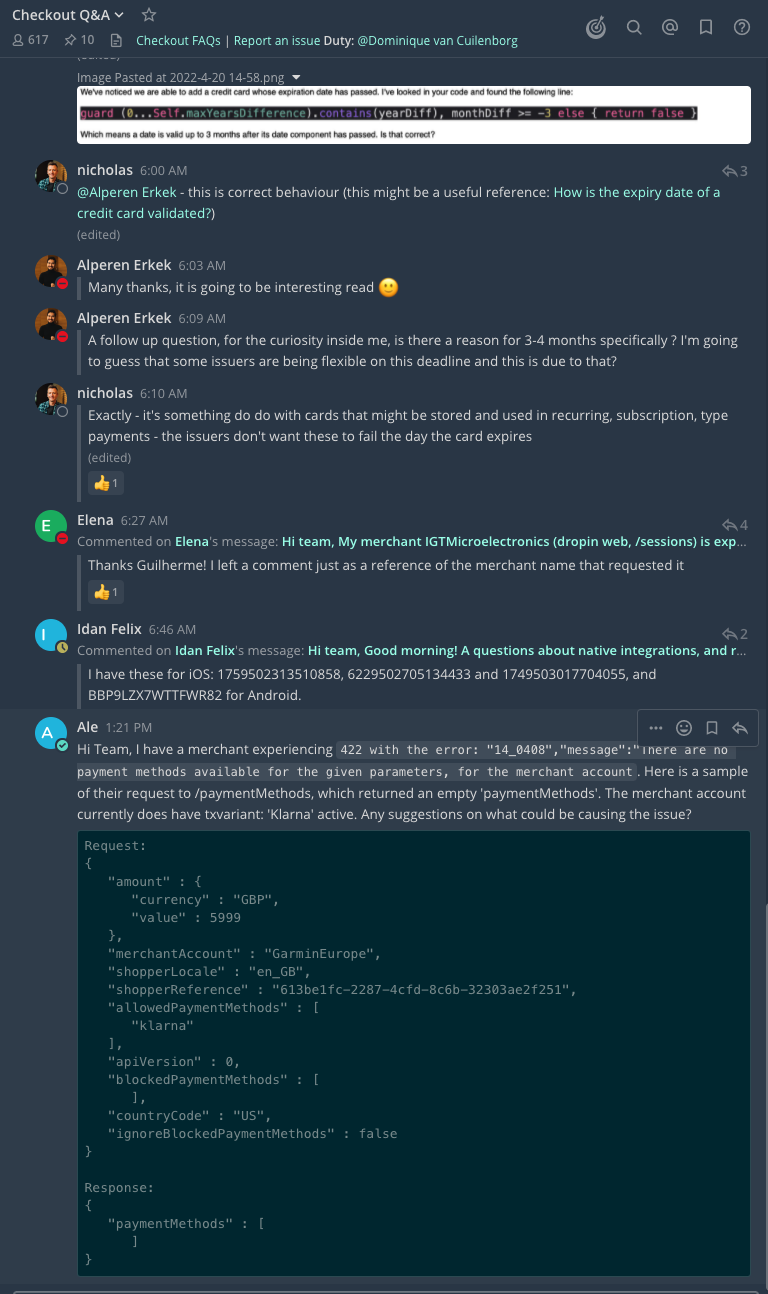 Checkout Q&A
617 10 Checkout FAQs | Report an issue Duty: @Dominique van Cuilenborg
(edited)
Image Pasted at 2022-4-20 14-58.png
We've noticed we are able to add a credit card whose expiration date has passed. I've looked in your code and found the following line:
guard (0...Self.maxYearsDifference).contains(yearDiff), monthDiff >= -3 else { return false }
Which means a date is valid up to 3 months after its date component has passed. Is that correct?
nicholas 6:00 AM 3
@Alperen Erkek - this is correct behaviour (this might be a useful reference: How is the expiry date of a
credit card validated?)
(edited)
Alperen Erkek 6:03 AM
Many thanks, it is going to be interesting read 🙂
Alperen Erkek 6:09 AM
A follow up question, for the curiosity inside me, is there a reason for 3-4 months specifically ? I'm going
to guess that some issuers are being flexible on this deadline and this is due to that?
nicholas 6:10 AM
Exactly - it's something do do with cards that might be stored and used in recurring, subscription, type
payments - the issuers don't want these to fail the day the card expires
(edited)
👍 1
E Elena 6:27 AM 4
Commented on Elena's message: Hi team, My merchant IGTMicroelectronics (dropin web, /sessions) is exp...
Thanks Guilherme! I left a comment just as a reference of the merchant name that requested it
👍 1
I Idan Felix 6:46 AM 2
Commented on Idan Felix's message: Hi team, Good morning! A questions about native integrations, and r...
I have these for iOS: 1759502313510858, 6229502705134433 and 1749503017704055, and
BBP9LZX7WTTFWR82 for Android.
A Ale 1:21 PM
Hi Team, I have a merchant experiencing 422 with the error: "14_0408","message":"There are no
payment methods available for the given parameters, for the merchant account. Here is a sample
of their request to /paymentMethods, which returned an empty 'paymentMethods'. The merchant account
currently does have txvariant: 'Klarna' active. Any suggestions on what could be causing the issue?
Request:
{
"amount" : {
"currency" : "GBP",
"value" : 5999
},
"merchantAccount" : "GarminEurope",
"shopperLocale" : "en_GB",
"shopperReference" : "613be1fc-2287-4cfd-8c6b-32303ae2f251",
"allowedPaymentMethods" : [
"klarna"
],
"apiVersion" : 0,
"blockedPaymentMethods" : [
],
"countryCode" : "US",
"ignoreBlockedPaymentMethods" : false
}
Response:
{
"paymentMethods" : [
]
}